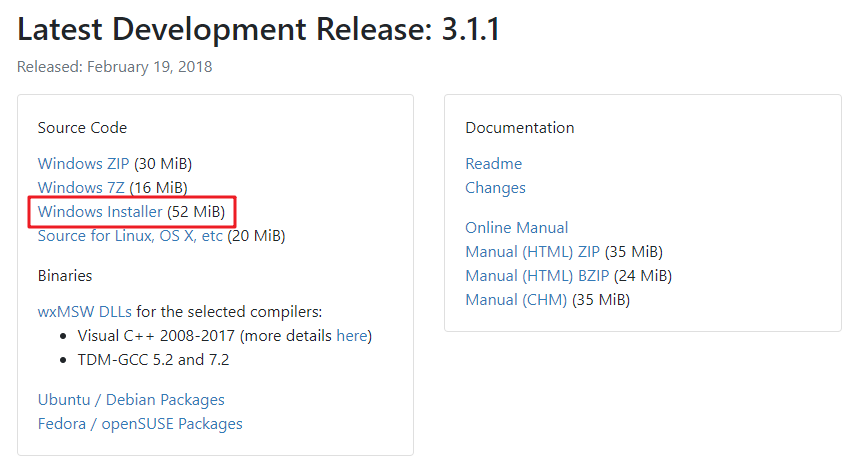 Latest Development Release: 3.1.1
Released: February 19, 2018
Source Code
Windows ZIP (30 MiB)
Windows 7Z (16 MiB)
Windows Installer (52 MiB)
Source for Linux, OS X, etc (20 MiB)
Binaries
wxMSW DLLs for the selected compilers:
• Visual C++ 2008-2017 (more details here)
• TDM-GCC 5.2 and 7.2
Ubuntu / Debian Packages
Fedora / openSUSE Packages
Documentation
Readme
Changes
Online Manual
Manual (HTML) ZIP (35 MiB)
Manual (HTML) BZIP (24 MiB)
Manual (CHM) (35 MiB)